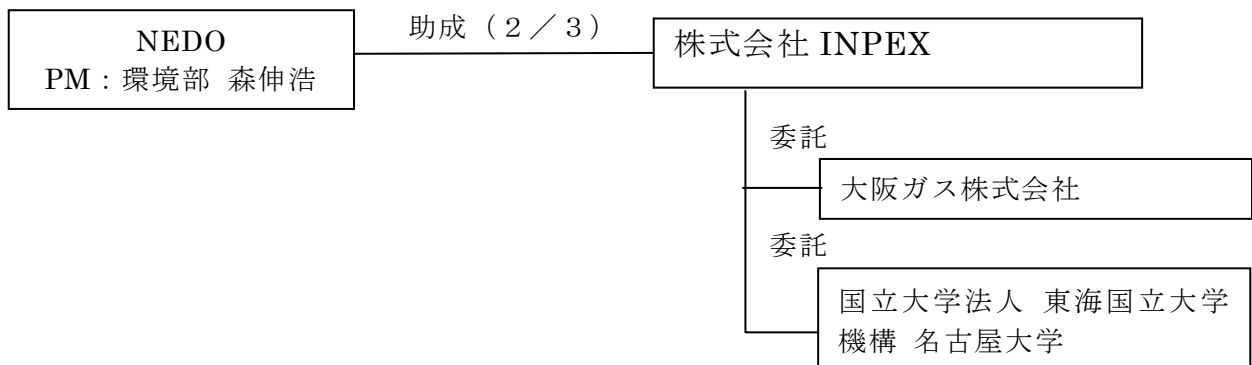 NEDO
PM：環境部 森伸浩
助成（２／３）
株式会社 INPEX
委託
大阪ガス株式会社
委託
国立大学法人 東海国立大学
機構 名古屋大学